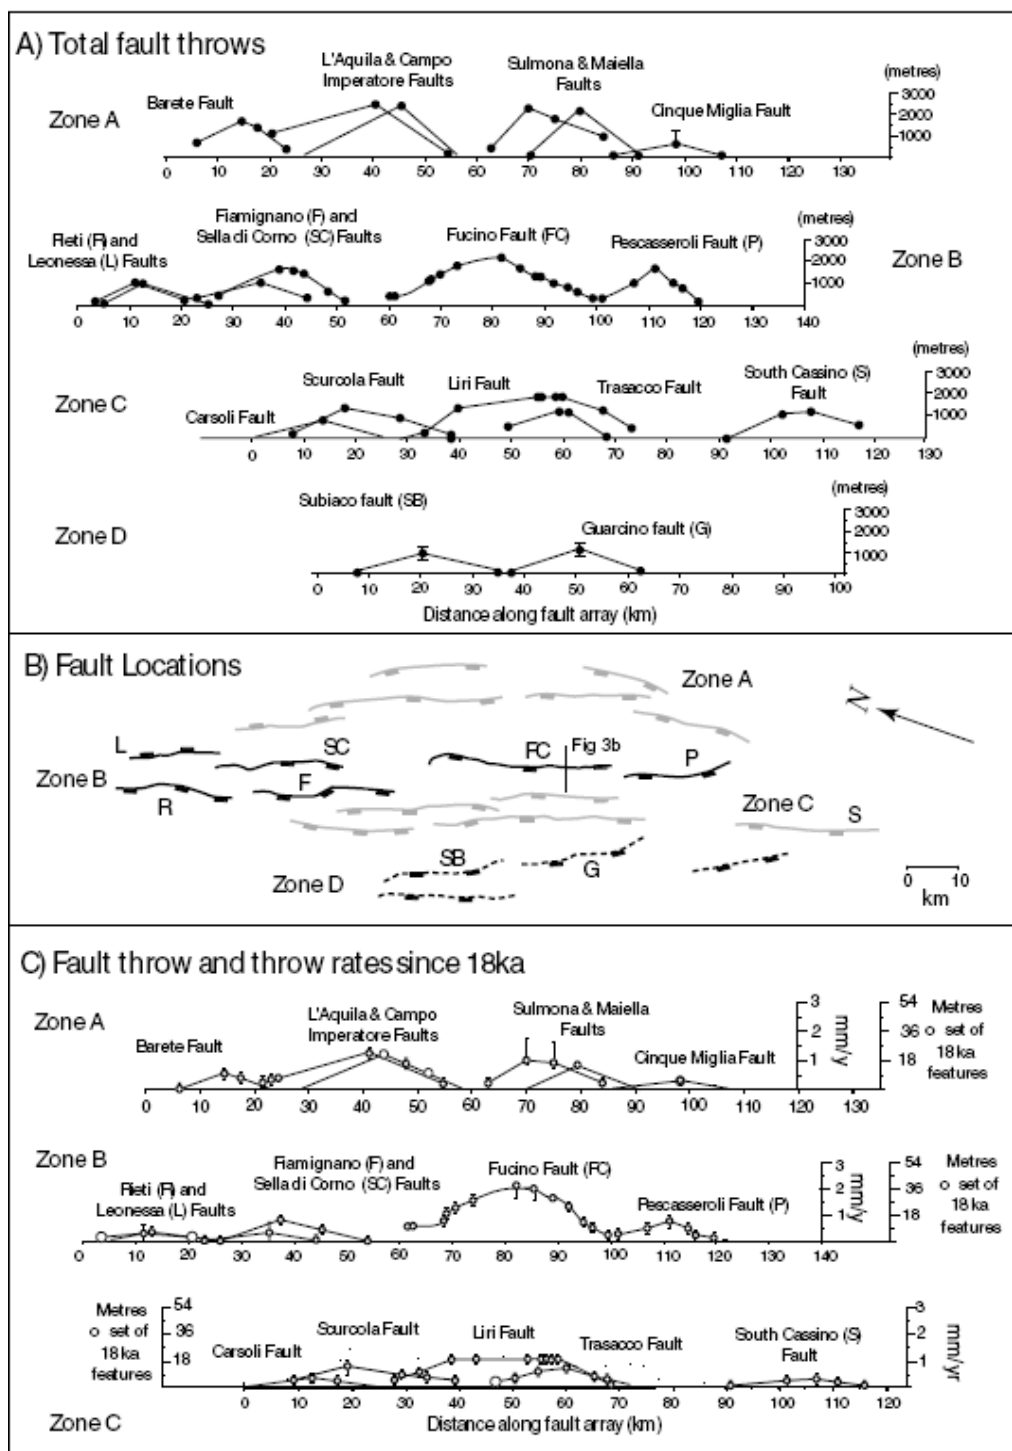 A) Total fault throws
L'Aquila & Campo
Imperatore Faults
Sulmona & Maiella
Faults
(metres)
Barete Fault
Cinque Miglia Fault
Zone A
3000
2000
1000
0 10 20 30 40 50 60 70 80 90 100 110 120 130
Fiamignano (F) and
Sella di Corno (SC) Faults
Rieti (R) and
Leonessa (L) Faults
Fucino Fault (FC)
Pescasseroli Fault (P)
(metres)
3000
2000
1000
Zone B
0 10 20 30 40 50 60 70 80 90 100 110 120 140
(metres)
Scurcola Fault
Liri Fault
Trasacco Fault
South Cassino (S)
Fault
Zone C
Carsoli Fault
3000
2000
1000
0 10 20 30 40 50 60 70 80 90 100 110 120 130
Subiaco fault (SB)
(metres)
Zone D
Guarcino fault (G)
3000
2000
1000
0 10 20 30 40 50 60 70 80 90 100
Distance along fault array (km)
B) Fault Locations
Zone A
N
L
SC
FC
Fig 3b
P
Zone B
R
F
Zone C
S
SB
G
Zone D
0 10
km
C) Fault throw and throw rates since 18ka
Zone A
L'Aquila & Campo
Imperatore Faults
Sulmona & Maiella
Faults
Barete Fault
Cinque Miglia Fault
3
2
1
mm/y
54
36
18
Metres
o set of
18ka
features
0 10 20 30 40 50 60 70 80 90 100 110 120 130
Zone B
Fiamignano (F) and
Sella di Corno (SC) Faults
Rieti (R) and
Leonessa (L) Faults
Fucino Fault (FC)
Pescasseroli Fault (P)
3
2
1
mm/y
54
36
18
Metres
o set of
18ka
features
0 10 20 30 40 50 60 70 80 90 100 110 120 140
Metres
o set of
18ka
features
54
36
18
Carsoli Fault
Scurcola Fault
Liri Fault
Trasacco Fault
South Cassino (S)
Fault
3
2
1
mm/yr
0 10 20 30 40 50 60 70 80 90 100 110 120
Zone C
Distance along fault array (km)